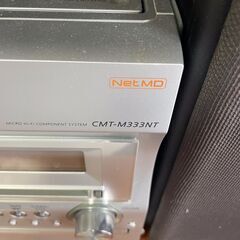 Net MD
MICRO HI-FI COMPONENT SYSTEM CMT-M333NT